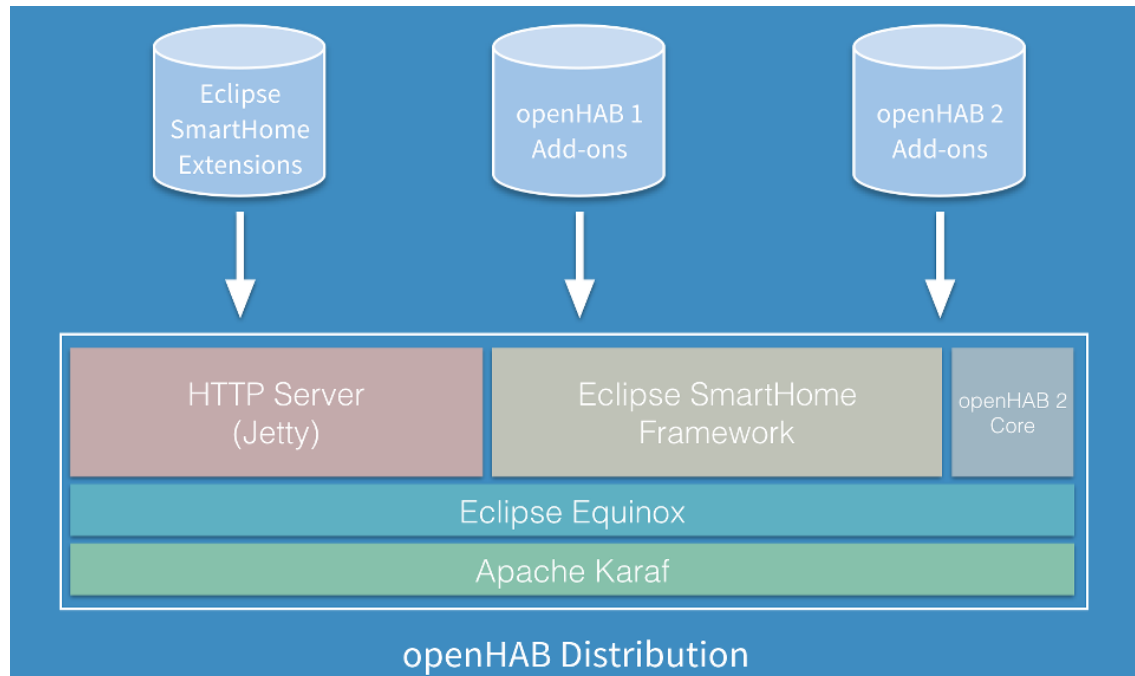 Eclipse
SmartHome
Extensions
openHAB 1
Add-ons
openHAB 2
Add-ons
HTTP Server
(Jetty)
Eclipse SmartHome
Framework
openHAB 2
Core
Eclipse Equinox
Apache Karaf
openHAB Distribution